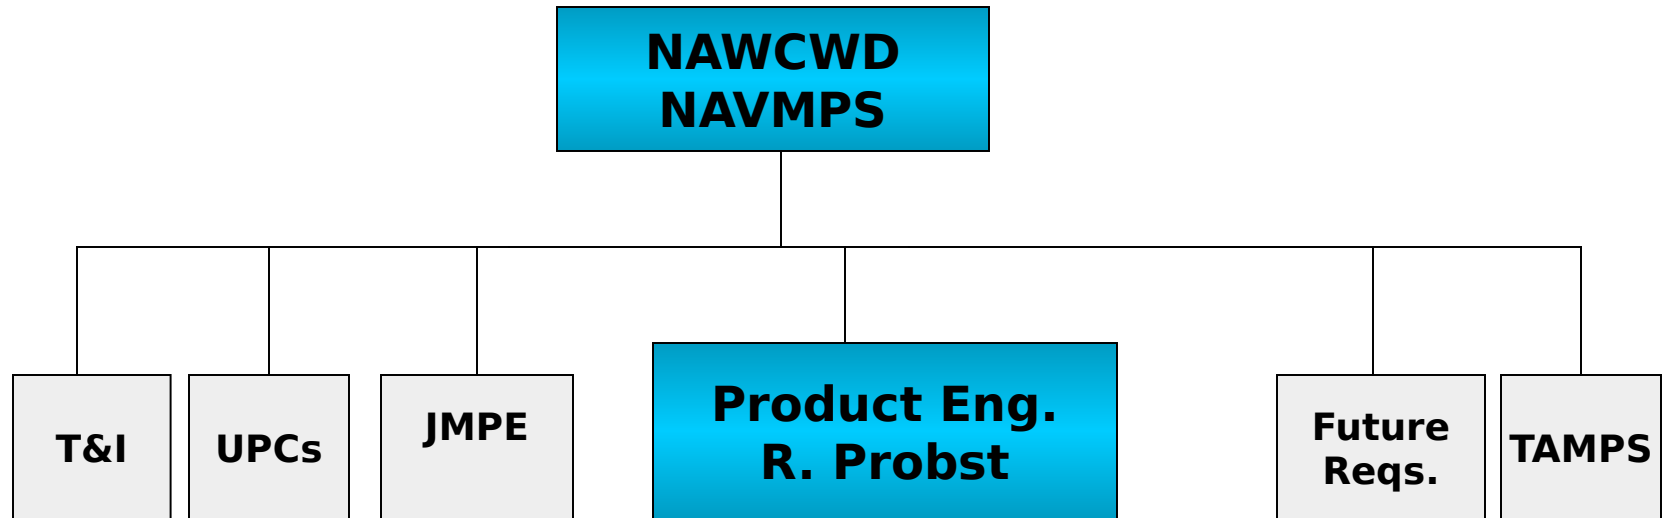 NAWCWD
NAVMPS
T&I
UPCs
JMPE
Product Eng.
R. Probst
Future
Reqs.
TAMPS